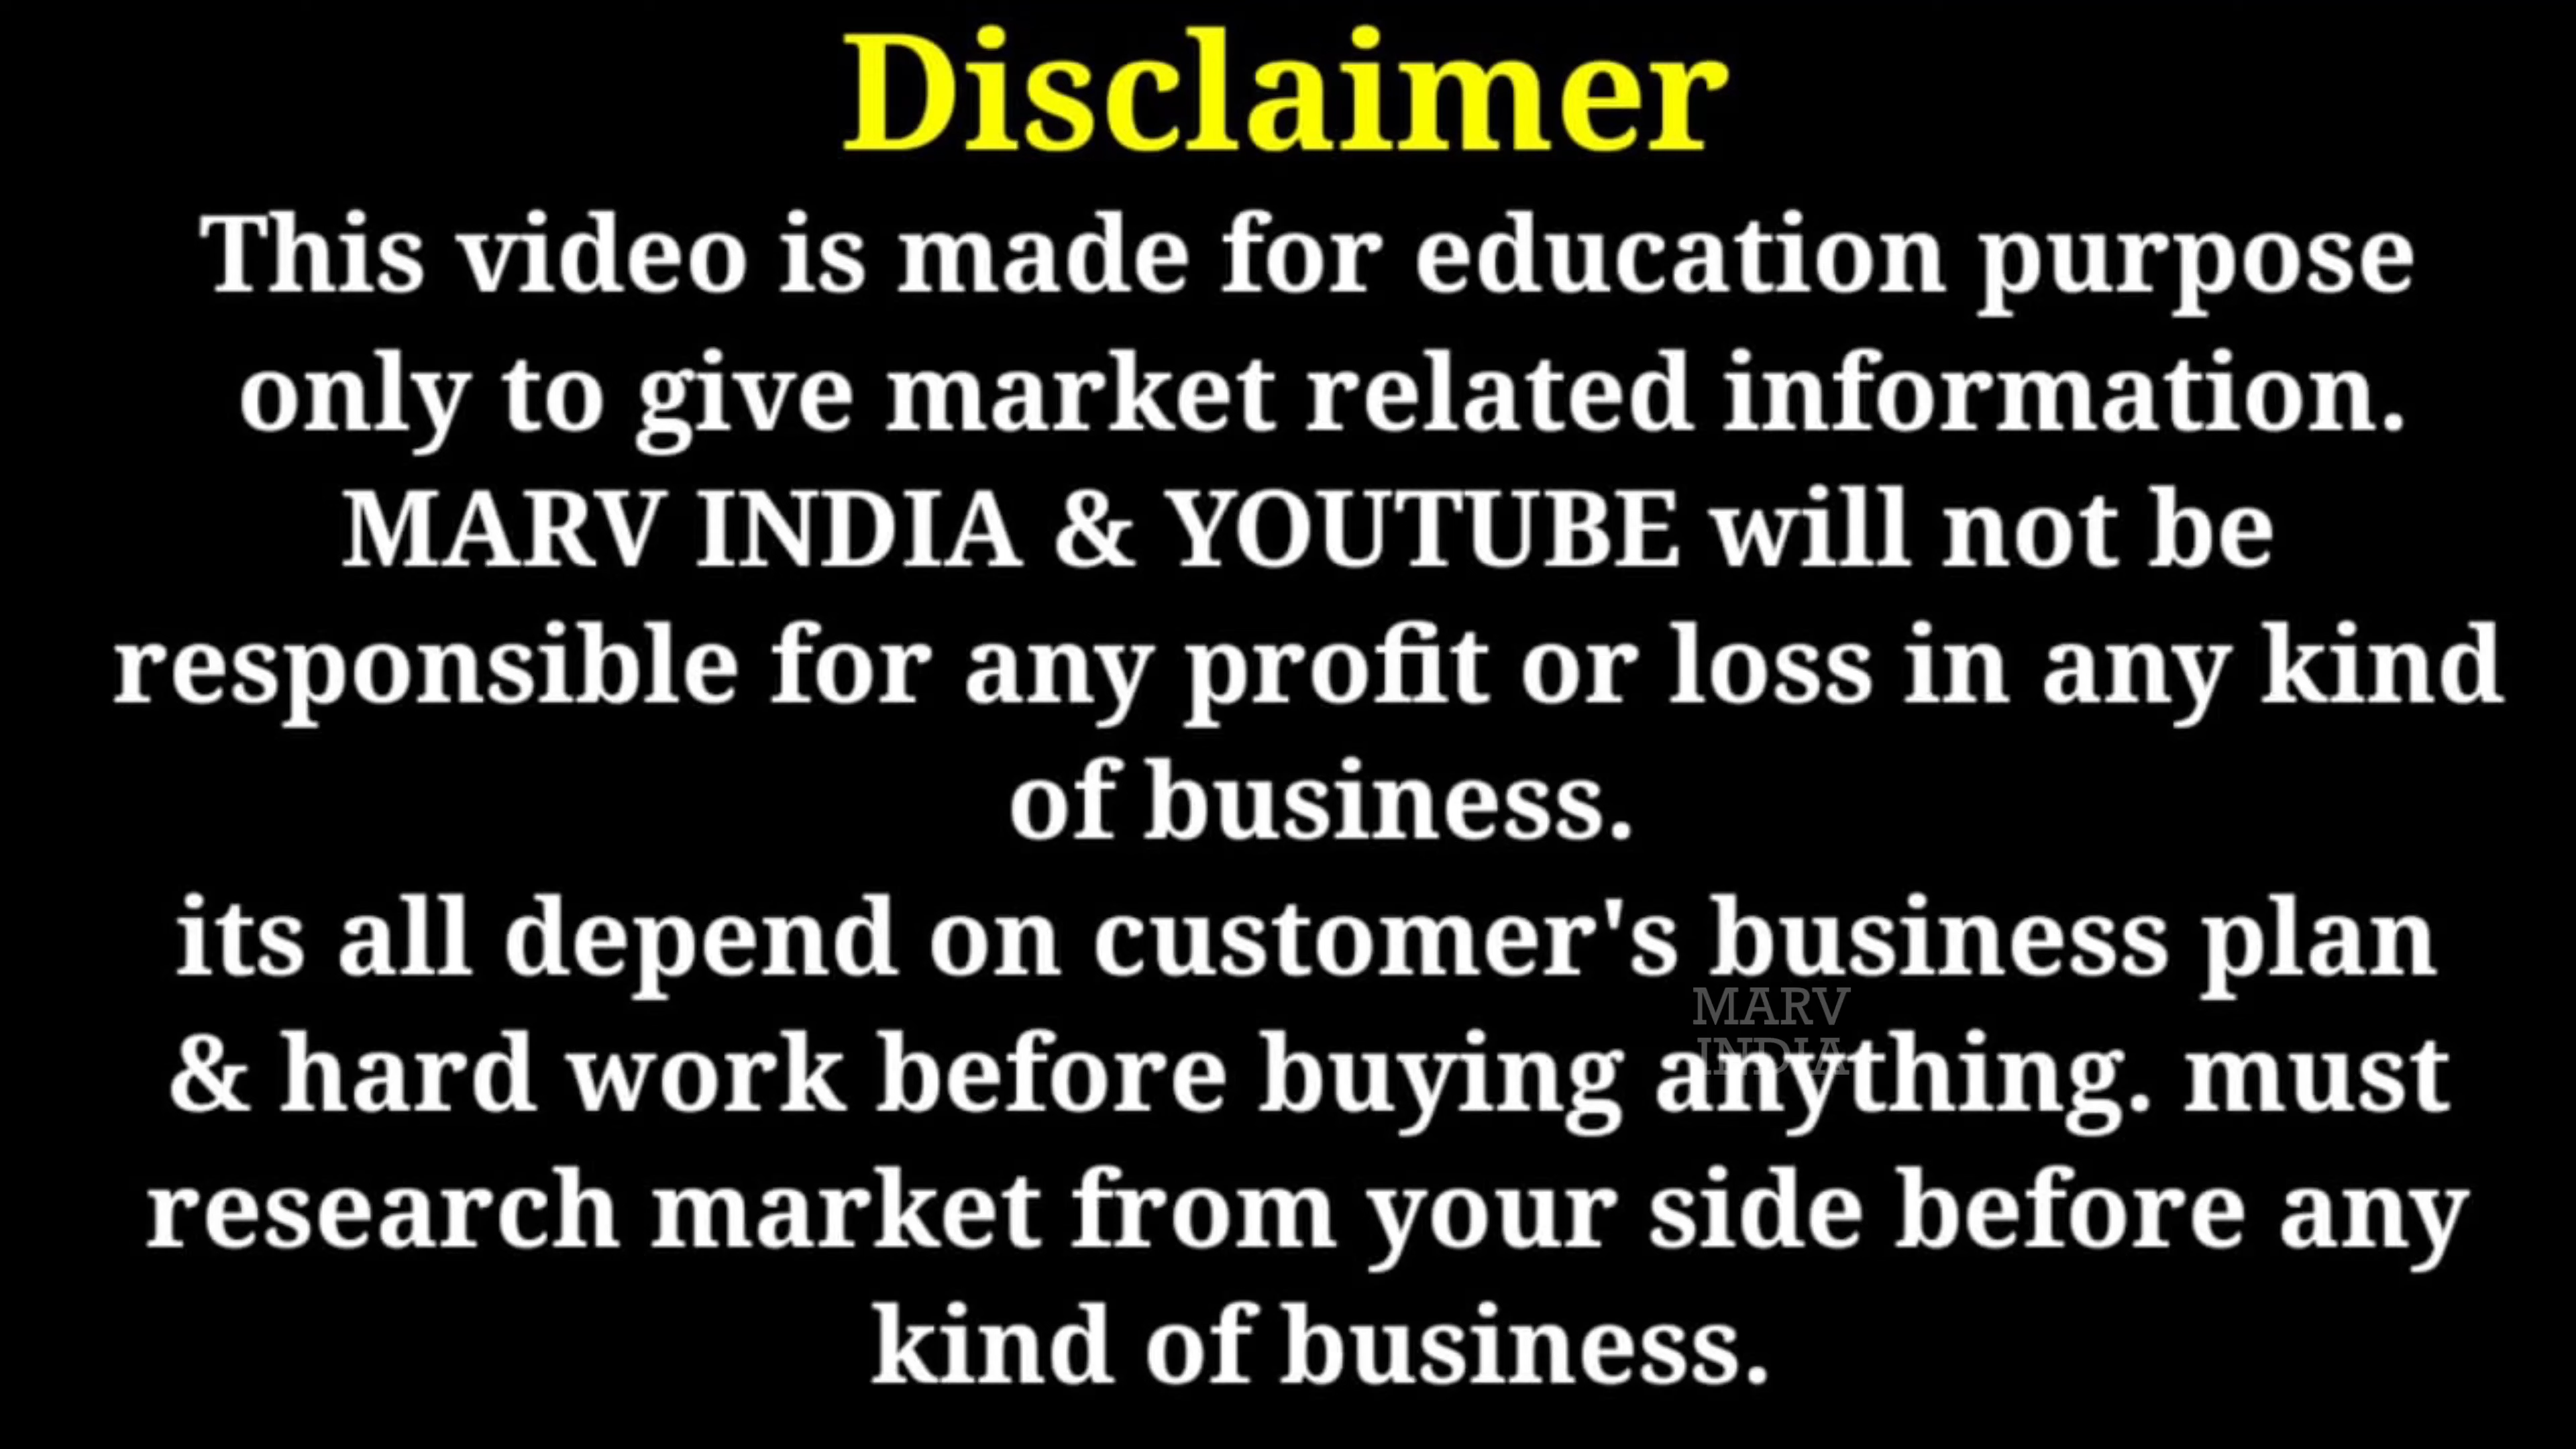 Disclaimer
This video is made for education purpose
only to give market related information.
MARV INDIA & YOUTUBE will not be
responsible for any profit or loss in any kind
of business.
its all depend on customer's business plan
MARV
& hard work before buying anything. must
INDIA
research market from your side before any
kind of business.